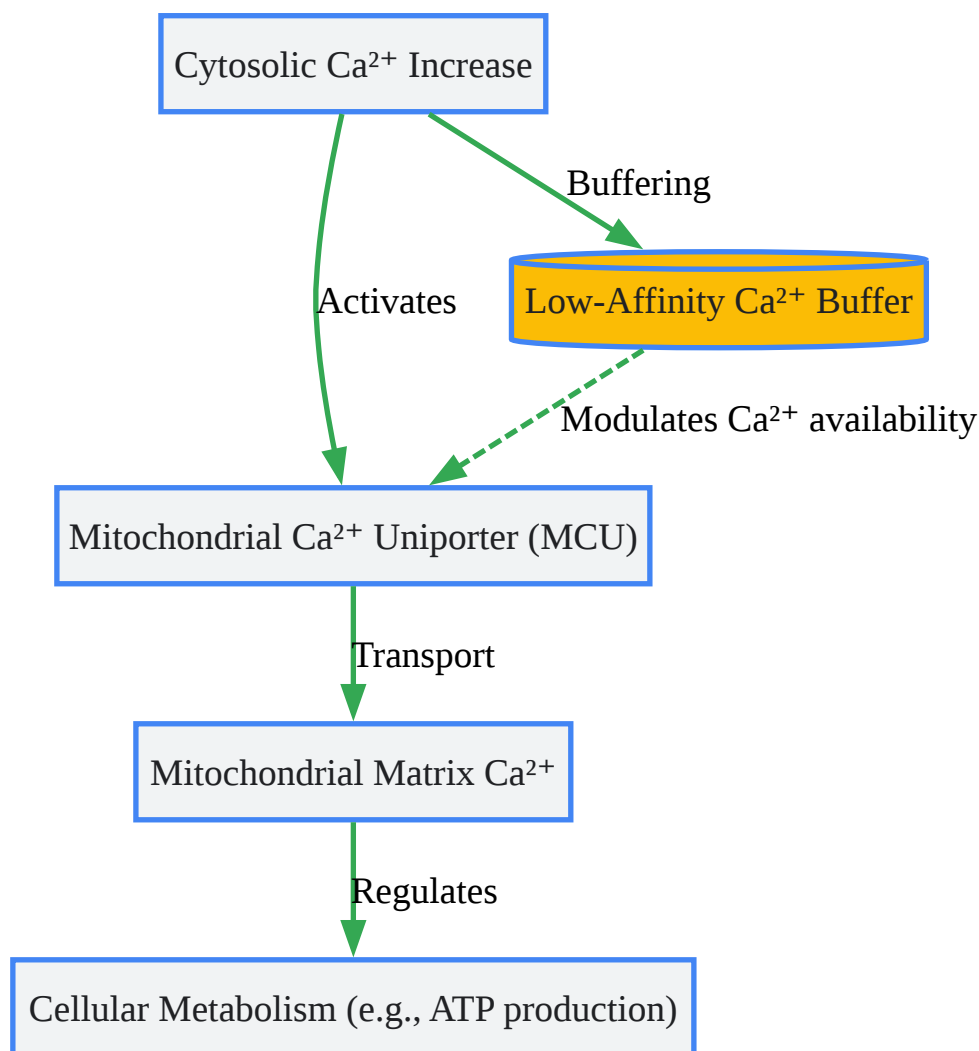 Cytosolic Ca²⁺ Increase
Buffering
Activates
Low-Affinity Ca²⁺ Buffer
Modulates Ca²⁺ availability
Mitochondrial Ca²⁺ Uniporter (MCU)
Transport
Mitochondrial Matrix Ca²⁺
Regulates
Cellular Metabolism (e.g., ATP production)